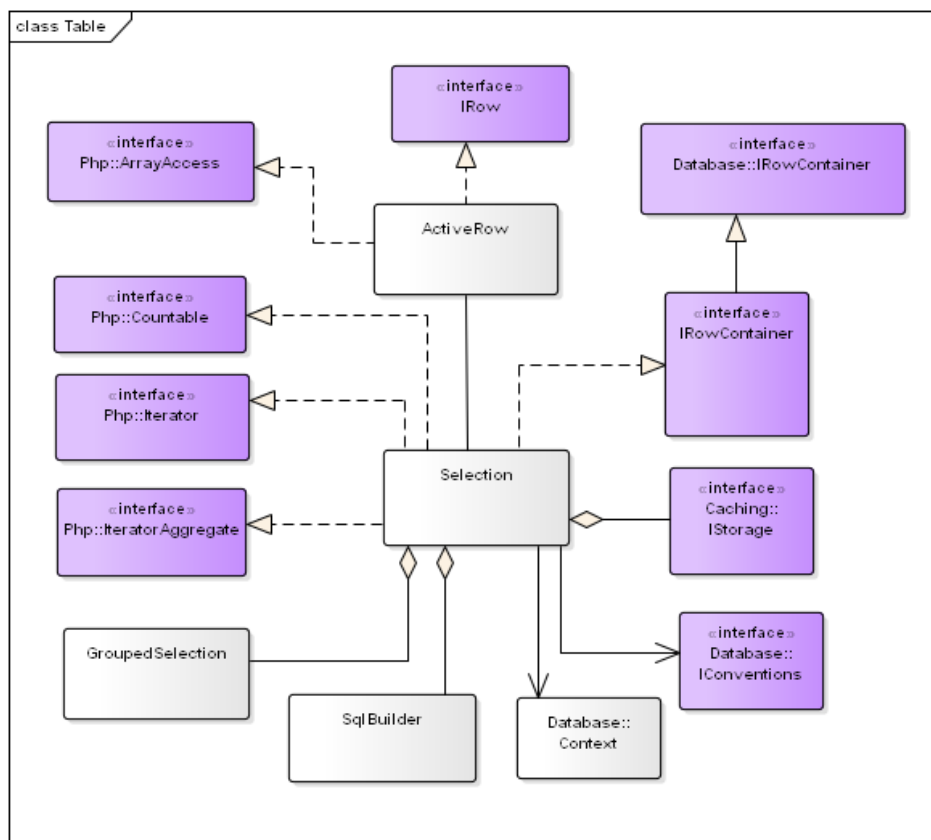 class Table
«interface»
IRow
«interface»
Php::ArrayAccess
«interface»
Database::IRowContainer
ActiveRow
«interface»
Php::Countable
«interface»
IRowContainer
«interface»
Php::Iterator
Selection
«interface»
Caching::
IStorage
«interface»
Php::IteratorAggregate
GroupedSelection
«interface»
Database::
IConventions
SqlBuilder
Database::
Context